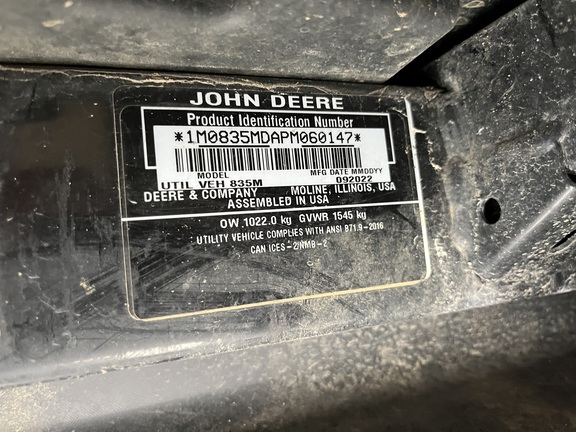 JOHN DEERE
Product Identification Number
*1M0835MDAPM060147*
MODEL MFG DATE MMDDYY
UTIL VEH 835M 092022
DEERE & COMPANY MOLINE, ILLINOIS, USA
ASSEMBLED IN USA
OW 1022.0 kg GVWR 1545 kg
UTILITY VEHICLE COMPLIES WITH ANSI B71.9-2016
CAN ICES-2/NMB-2